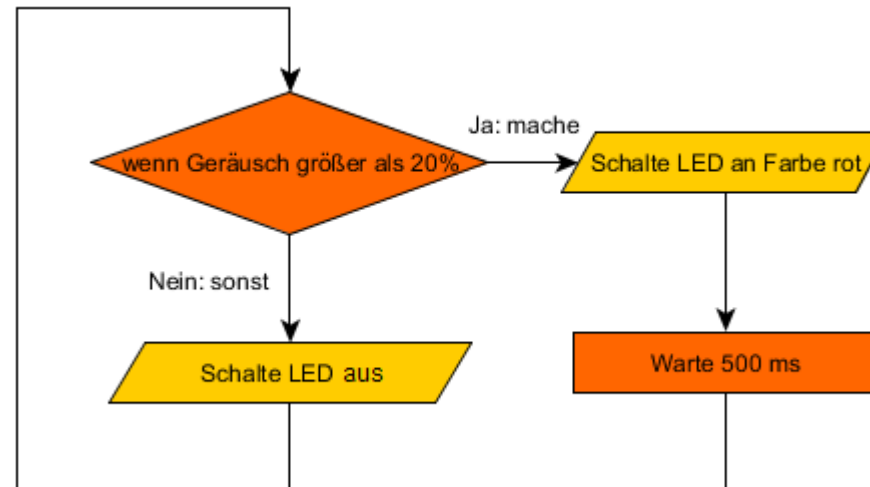 Ja: mache
wenn Geräusch größer als 20%
Schalte LED an Farbe rot
Nein: sonst
Schalte LED aus
Warte 500 ms